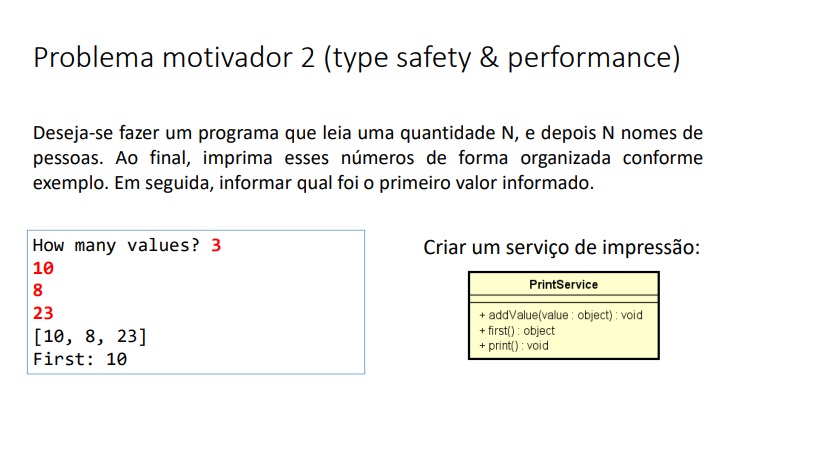 Problema motivador 2 (type safety & performance)
Deseja-se fazer um programa que leia uma quantidade N, e depois N nomes de
pessoas. Ao final, imprima esses números de forma organizada conforme
exemplo. Em seguida, informar qual foi o primeiro valor informado.
How many values? 3
10
8
23
[10, 8, 23]
First: 10
Criar um serviço de impressão:
PrintService
+ addValue(value : object) : void
+ first() : object
+ print() : void